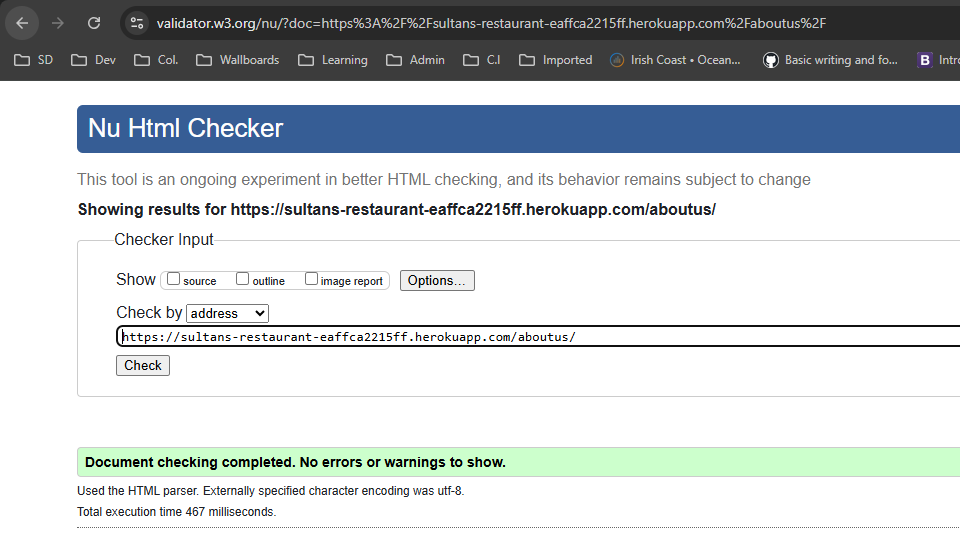 validator.w3.org/nu/?doc=https%3A%2F%2Fsultans-restaurant-eaffca2215ff.herokuapp.com%2Faboutus%2F
SD Dev Col. Wallboards Learning Admin C.I Imported Irish Coast • Ocean... Basic writing and fo... B Intro
Nu Html Checker
This tool is an ongoing experiment in better HTML checking, and its behavior remains subject to change
Showing results for https://sultans-restaurant-eaffca2215ff.herokuapp.com/aboutus/
Checker Input
Show source outline image report Options...
Check by address
https://sultans-restaurant-eaffca2215ff.herokuapp.com/aboutus/
Check
Document checking completed. No errors or warnings to show.
Used the HTML parser. Externally specified character encoding was utf-8.
Total execution time 467 milliseconds.